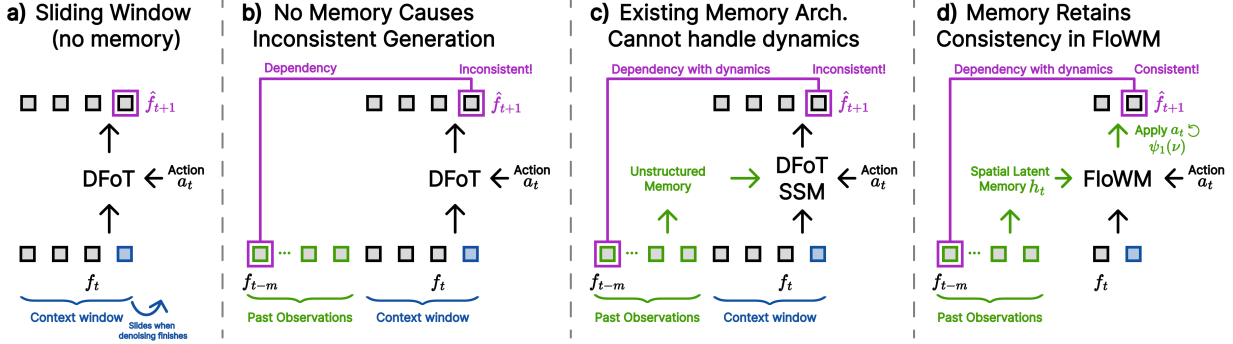 a) Sliding Window
(no memory)
f̂t+1
DFoT
Action
at
ft
Context window
Slides when
denoising finishes
b) No Memory Causes
Inconsistent Generation
Dependency
Inconsistent!
f̂t+1
DFoT
Action
at
...
ft−m
ft
Past Observations
Context window
c) Existing Memory Arch.
Cannot handle dynamics
Dependency with dynamics
Inconsistent!
f̂t+1
Unstructured
Memory
DFoT
SSM
Action
at
...
ft−m
ft
Past Observations
Context window
d) Memory Retains
Consistency in FloWM
Dependency with dynamics
Consistent!
f̂t+1
Apply at
ψ1(ν)
Spatial Latent
Memory ht
FloWM
Action
at
...
ft−m
ft
Past Observations